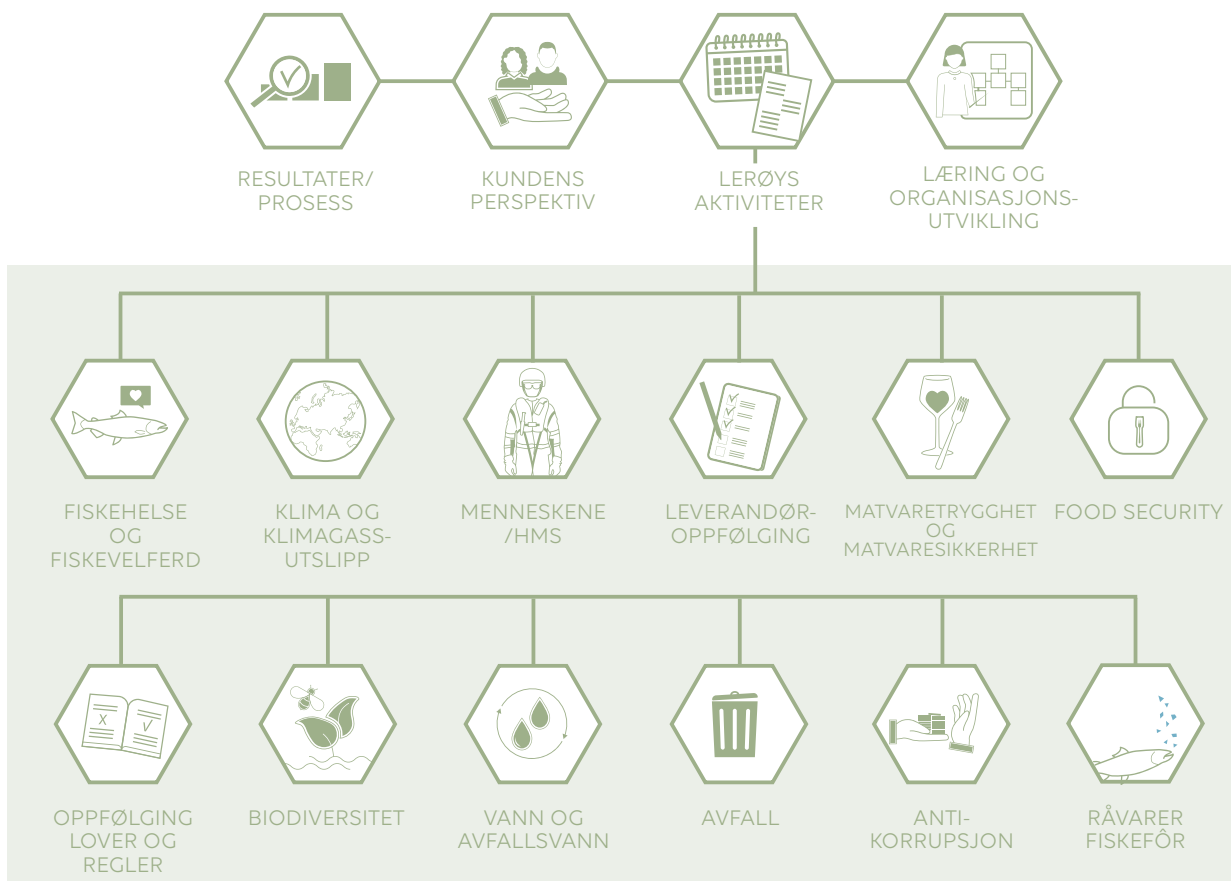 RESULTATER/
PROSESS
KUNDENS
PERSPEKTIV
LERØYS
AKTIVITETER
LÆRING OG
ORGANISASJONS-
UTVIKLING
FISKEHELSE
OG
FISKEVELFERD
KLIMA OG
KLIMAGASS-
UTSLIPP
MENNESKENE
/HMS
LEVERANDØR-
OPPFØLGING
MATVARETRYGGHET
OG
MATVARESIKKERHET
FOOD SECURITY
OPPFØLGING
LOVER OG
REGLER
BIODIVERSITET
VANN OG
AVFALLSVANN
AVFALL
ANTI-
KORRUPSJON
RÅVARER
FISKEFÔR